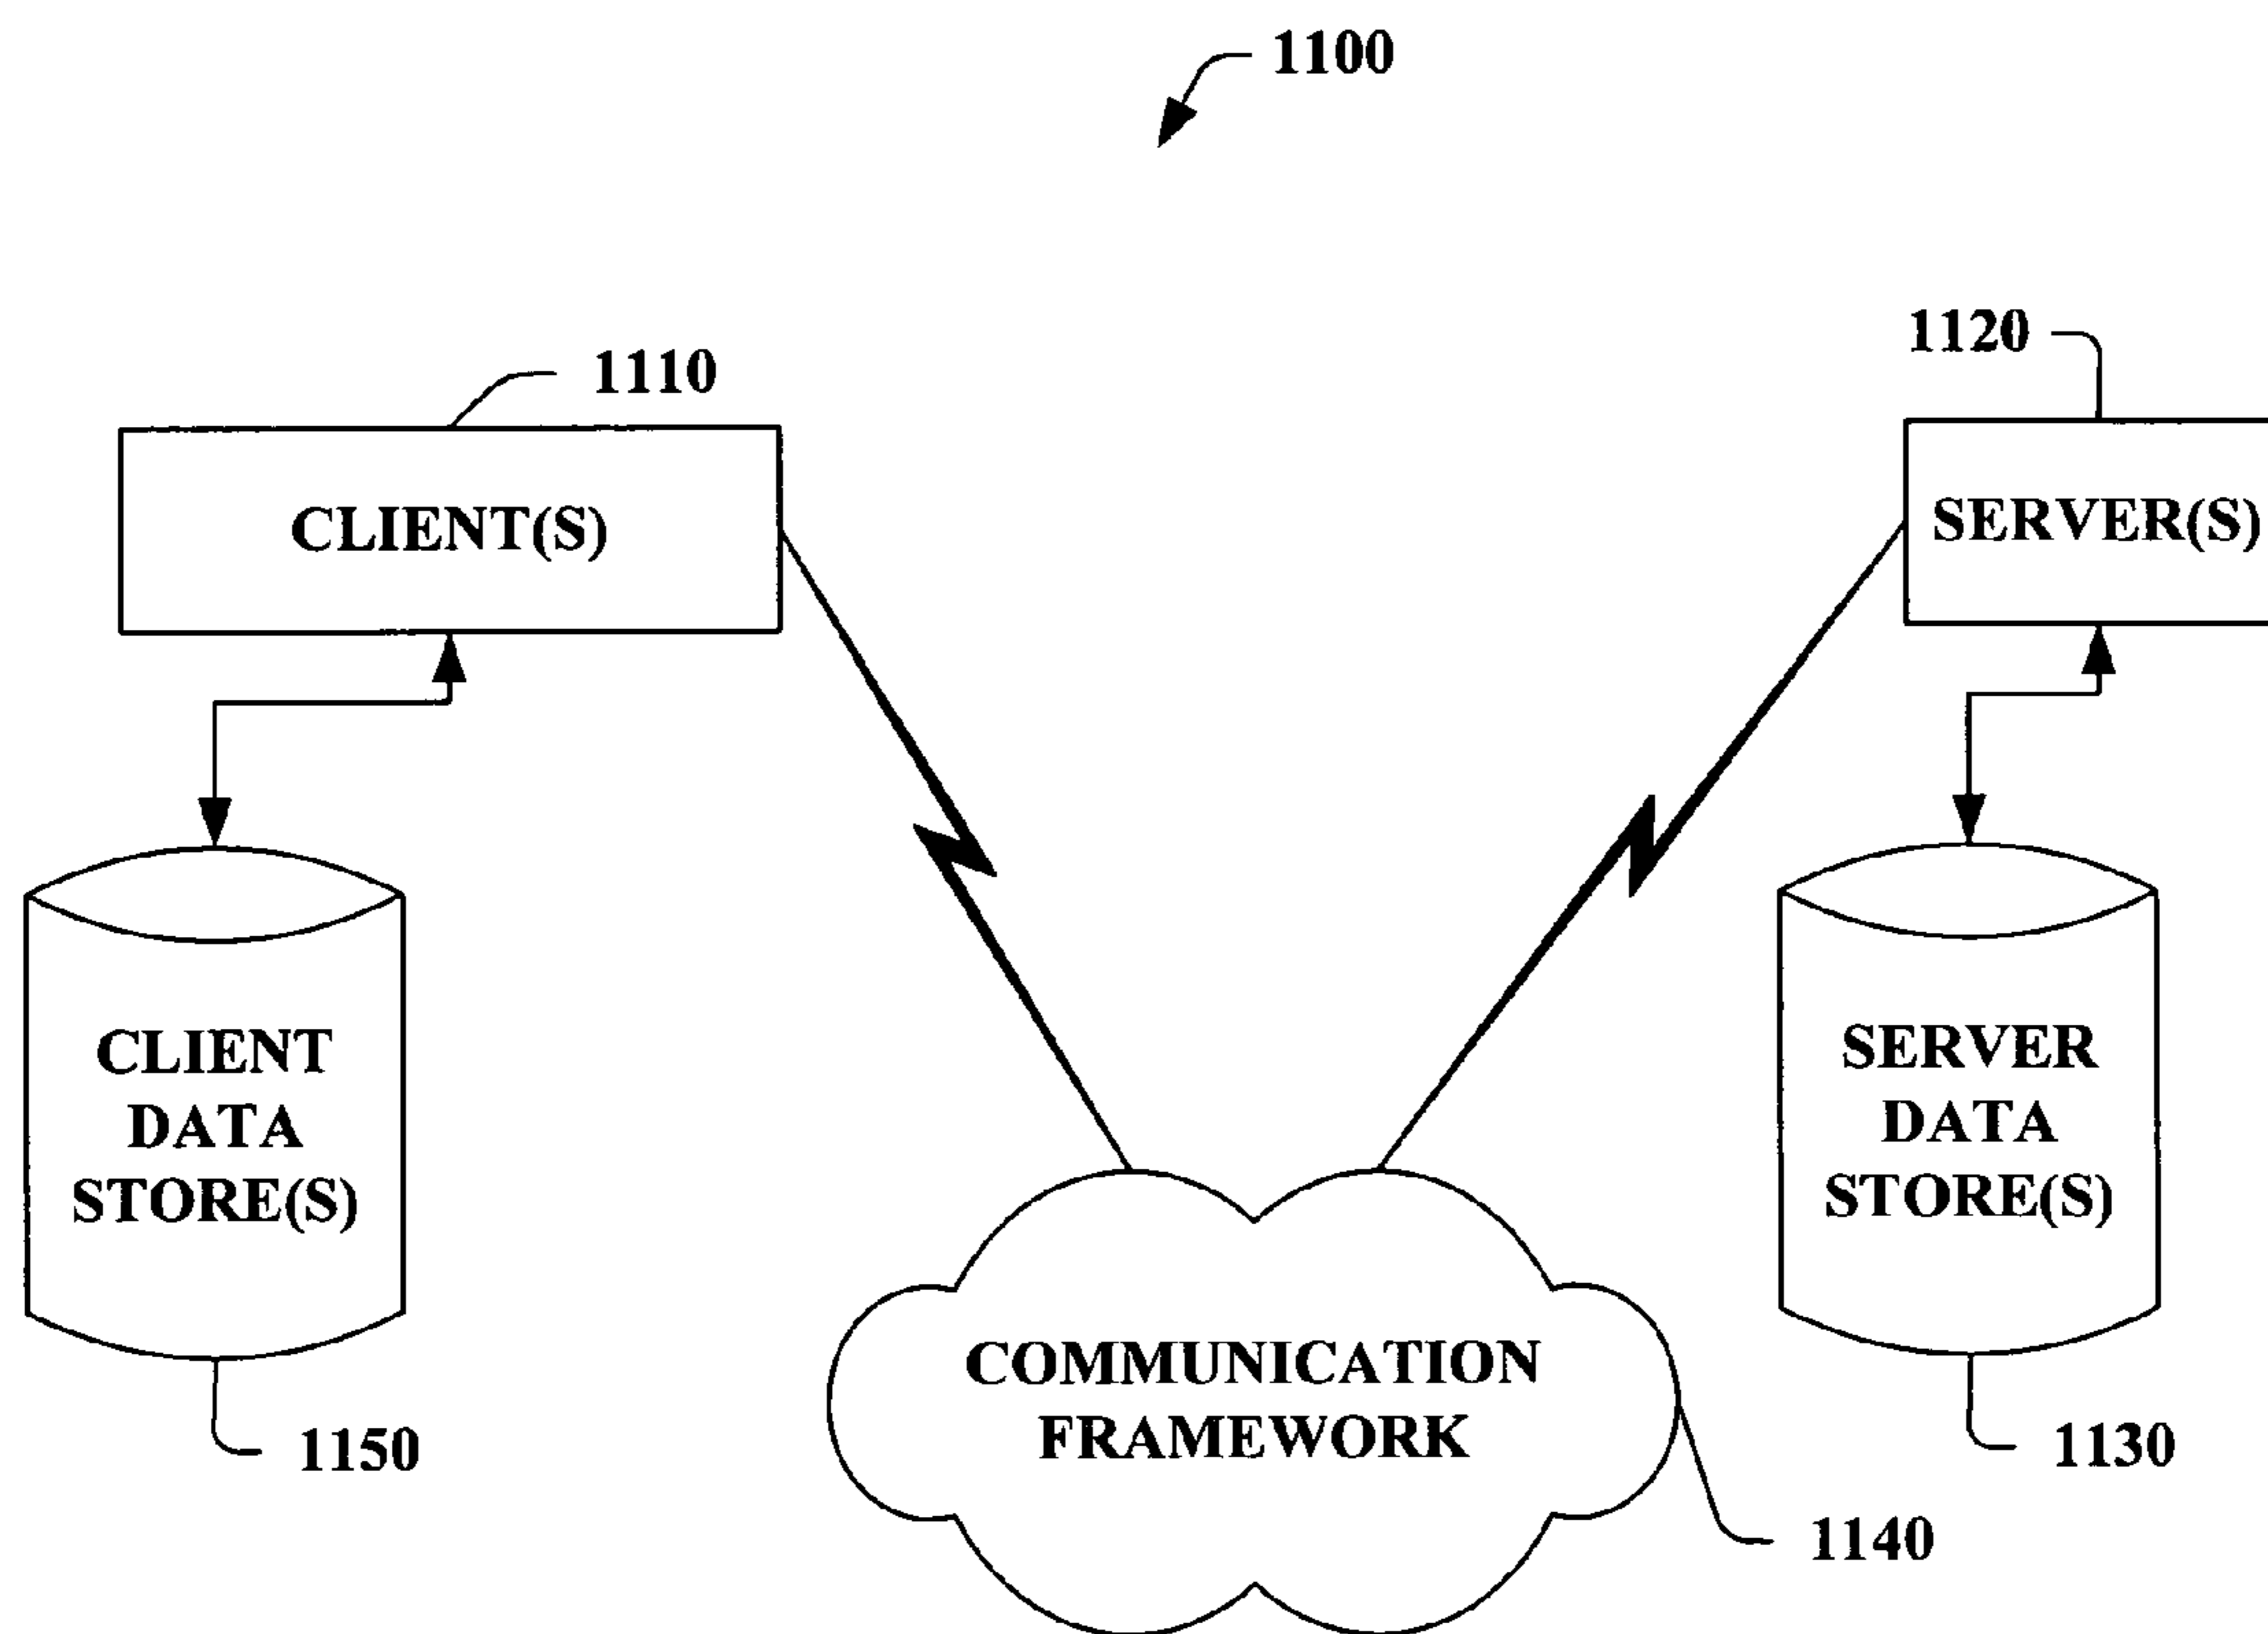 1100
1110
1120
CLIENT(S)
SERVER(S)
CLIENT
DATA
STORE(S)
SERVER
DATA
STORE(S)
COMMUNICATION
FRAMEWORK
1150
1130
1140